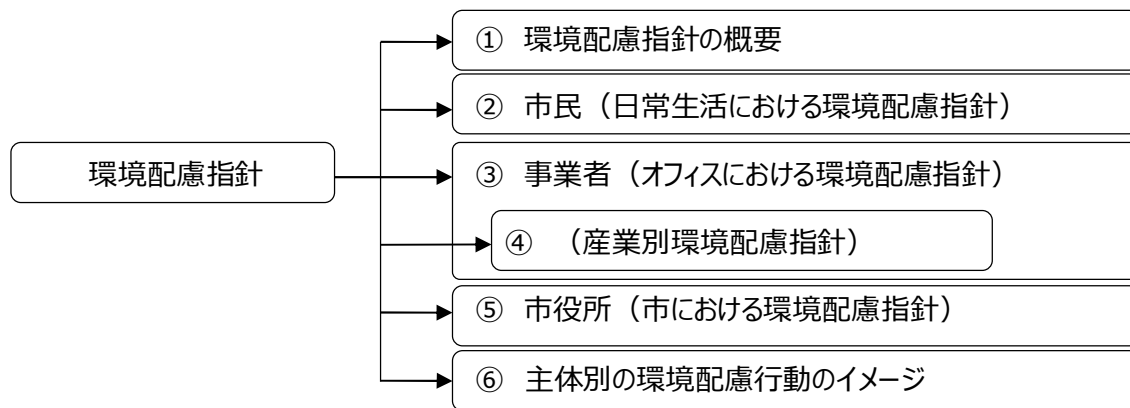 ① 環境配慮指針の概要
② 市民（日常生活における環境配慮指針）
環境配慮指針
③ 事業者（オフィスにおける環境配慮指針）
④ （産業別環境配慮指針）
⑤ 市役所（市における環境配慮指針）
⑥ 主体別の環境配慮行動のイメージ